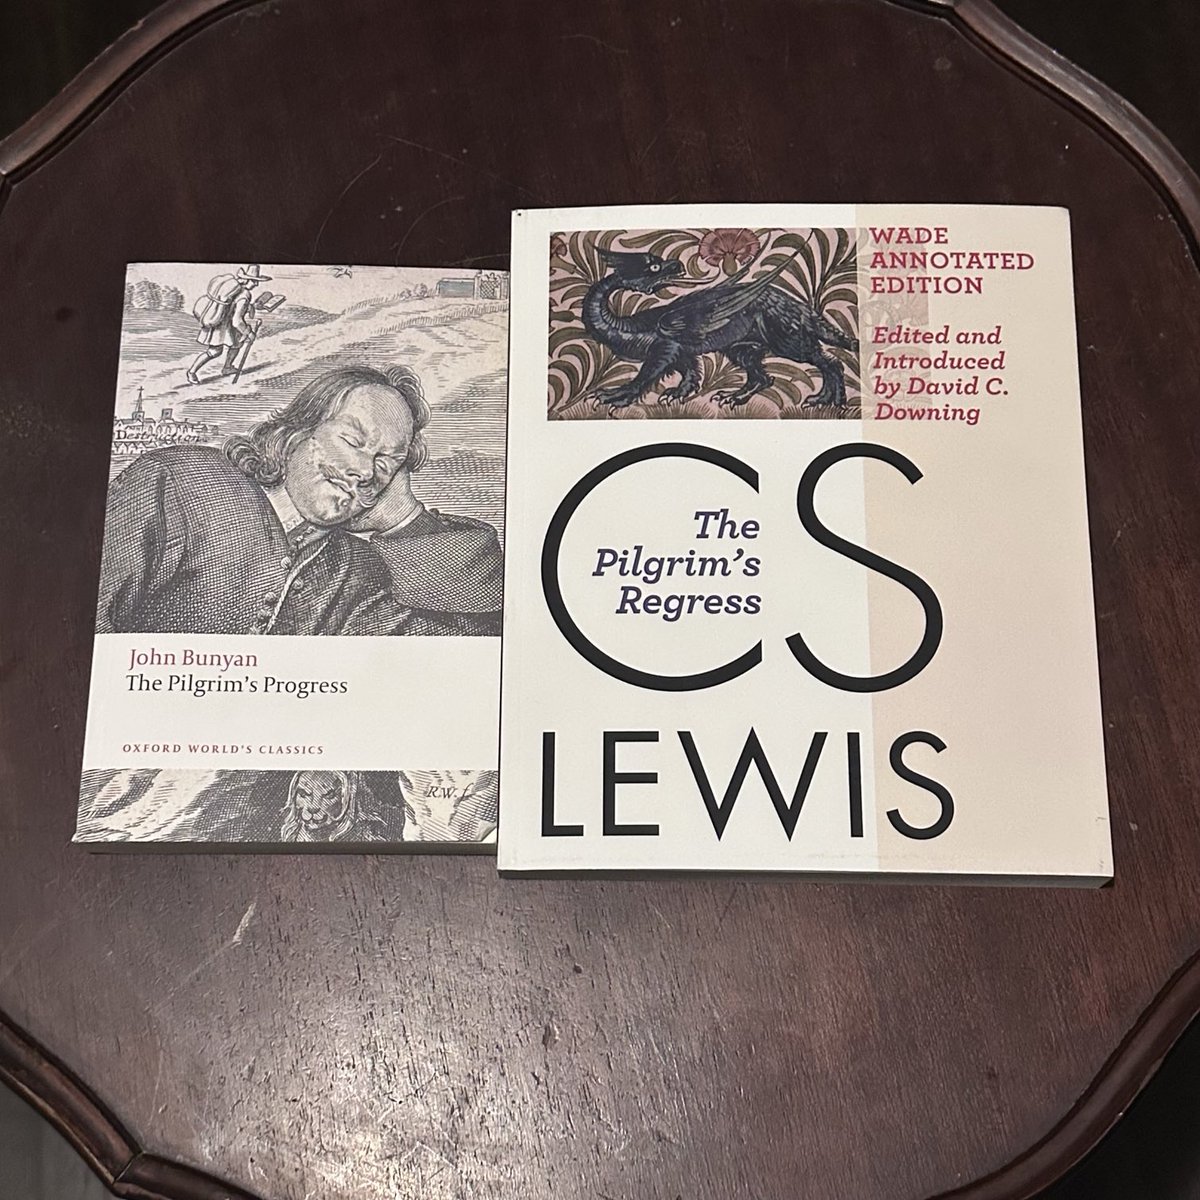 Destruction
John Bunyan
The Pilgrim's Progress
OXFORD WORLD'S CLASSICS
R.W. f.
WADE
ANNOTATED
EDITION
Edited and
Introduced
by David C.
Downing
CS
The
Pilgrim's
Regress
LEWIS